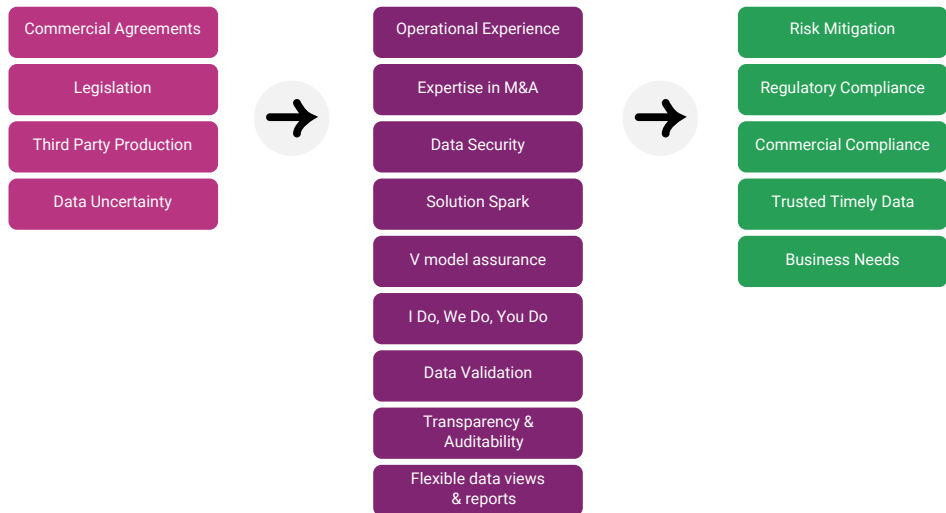 Commercial Agreements
Legislation
Third Party Production
Data Uncertainty
Operational Experience
Expertise in M&A
Data Security
Solution Spark
V model assurance
I Do, We Do, You Do
Data Validation
Transparency &
Auditability
Flexible data views
& reports
Risk Mitigation
Regulatory Compliance
Commercial Compliance
Trusted Timely Data
Business Needs